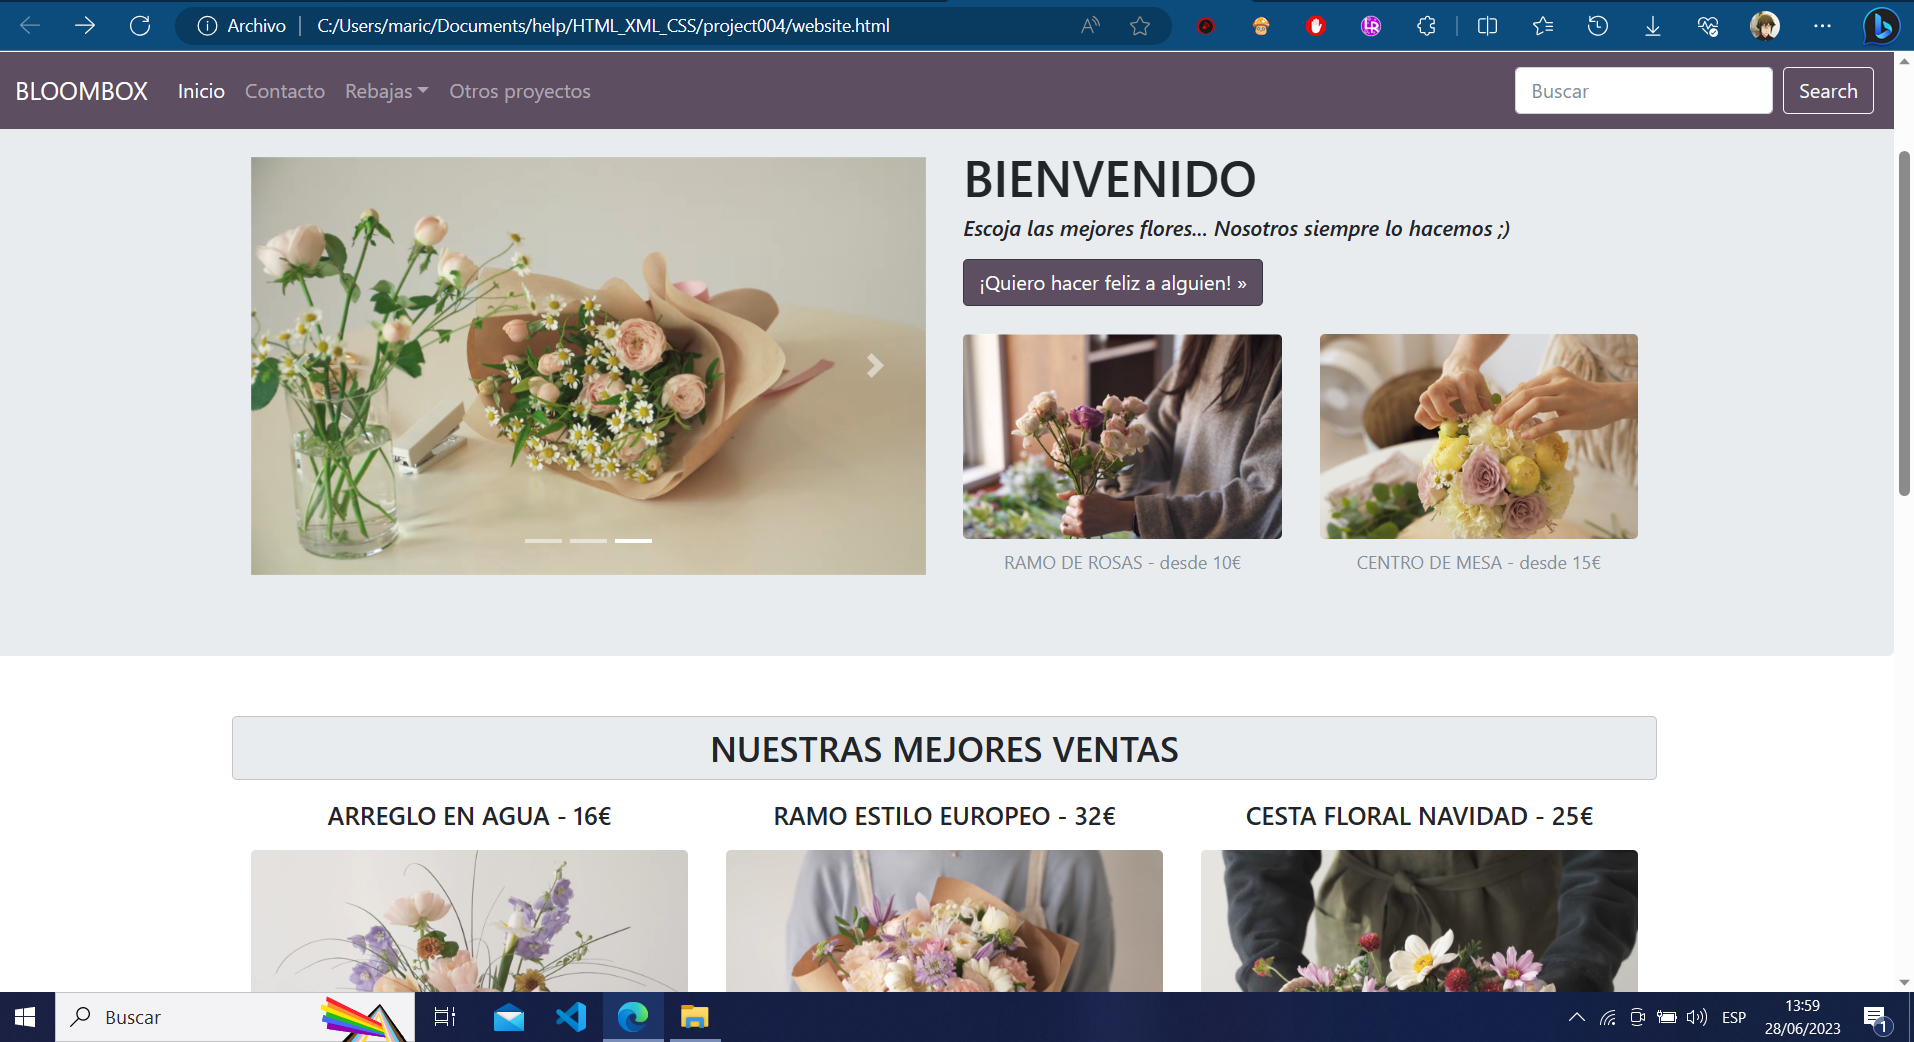 Archivo | C:/Users/maric/Documents/help/HTML_XML_CSS/project004/website.html
BLOOMBOX Inicio Contacto Rebajas Otros proyectos Buscar Search
BIENVENIDO
Escoja las mejores flores... Nosotros siempre lo hacemos ;)
¡Quiero hacer feliz a alguien! »
RAMO DE ROSAS - desde 10€ CENTRO DE MESA - desde 15€
NUESTRAS MEJORES VENTAS
ARREGLO EN AGUA - 16€ RAMO ESTILO EUROPEO - 32€ CESTA FLORAL NAVIDAD - 25€
Buscar ESP 13:59
28/06/2023 1